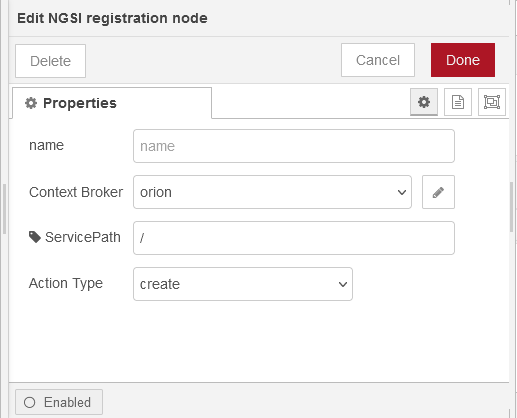 Edit NGSI registration node
Delete
Cancel
Done
Properties
name
name
Context Broker
orion
ServicePath
/
Action Type
create
Enabled